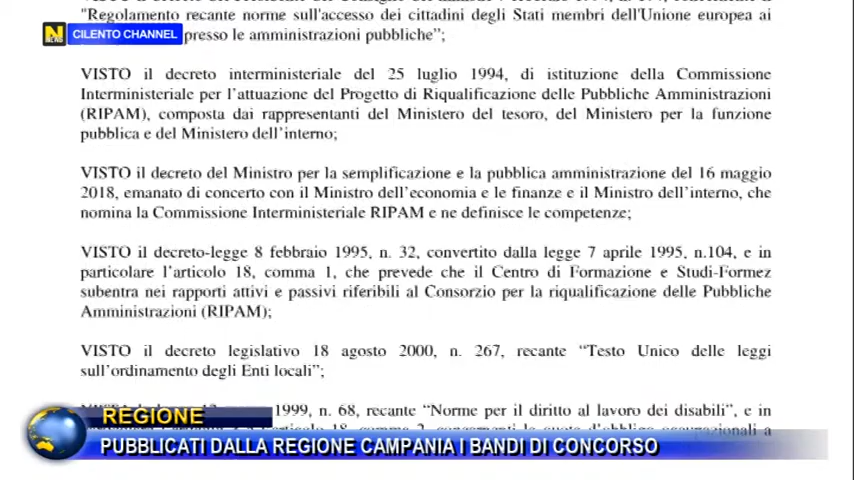 "Regolamento recante norme sull'accesso dei cittadini degli Stati membri dell'Unione europea ai
CILENTO CHANNEL presso le amministrazioni pubbliche”;
VISTO il decreto interministeriale del 25 luglio 1994, di istituzione della Commissione
Interministeriale per l’attuazione del Progetto di Riqualificazione delle Pubbliche Amministrazioni
(RIPAM), composta dai rappresentanti del Ministero del tesoro, del Ministero per la funzione
pubblica e del Ministero dell’interno;
VISTO il decreto del Ministro per la semplificazione e la pubblica amministrazione del 16 maggio
2018, emanato di concerto con il Ministro dell’economia e le finanze e il Ministro dell’interno, che
nomina la Commissione Interministeriale RIPAM e ne definisce le competenze;
VISTO il decreto-legge 8 febbraio 1995, n. 32, convertito dalla legge 7 aprile 1995, n.104, e in
particolare l’articolo 18, comma 1, che prevede che il Centro di Formazione e Studi-Formez
subentra nei rapporti attivi e passivi riferibili al Consorzio per la riqualificazione delle Pubbliche
Amministrazioni (RIPAM);
VISTO il decreto legislativo 18 agosto 2000, n. 267, recante “Testo Unico delle leggi
sull’ordinamento degli Enti locali”;
1999, n. 68, recante “Norme per il diritto al lavoro dei disabili”, e in
REGIONE
PUBBLICATI DALLA REGIONE CAMPANIA I BANDI DI CONCORSO